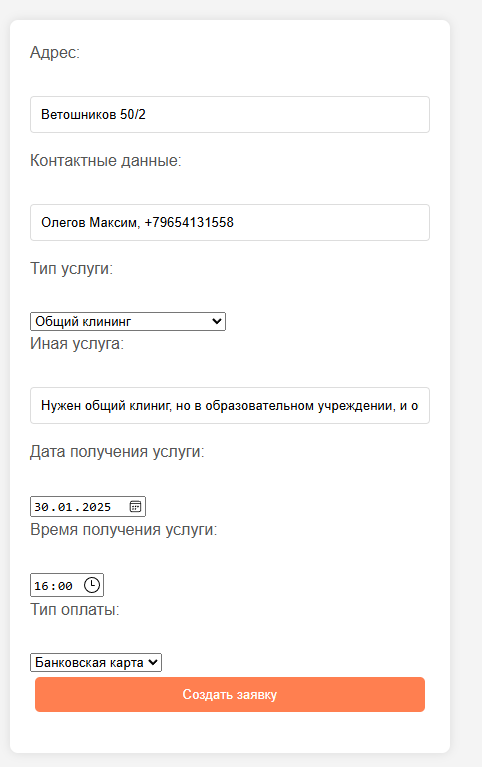 Адрес:
Ветошников 50/2
Контактные данные:
Олегов Максим, +79654131558
Тип услуги:
Общий клининг
Иная услуга:
Нужен общий клиниг, но в образовательном учреждении, и о
Дата получения услуги:
30.01.2025
Время получения услуги:
16:00
Тип оплаты:
Банковская карта
Создать заявку